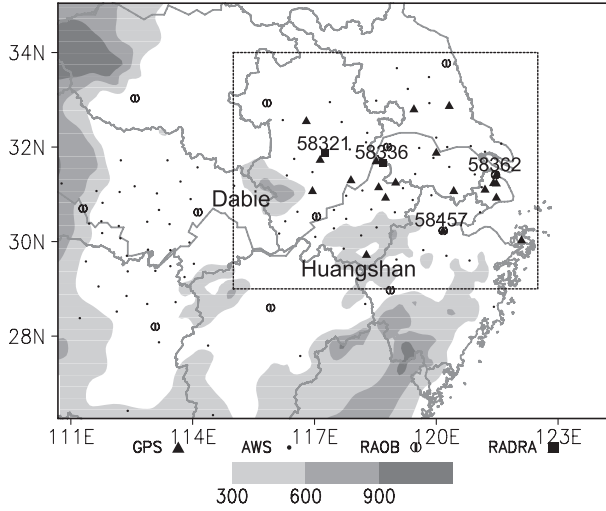 34N
32N
30N
28N
58321
58336
58362
Dabie
58457
Huangshan
111E 114E 117E 120E 123E
GPS AWS RAOB RADRA
300 600 900